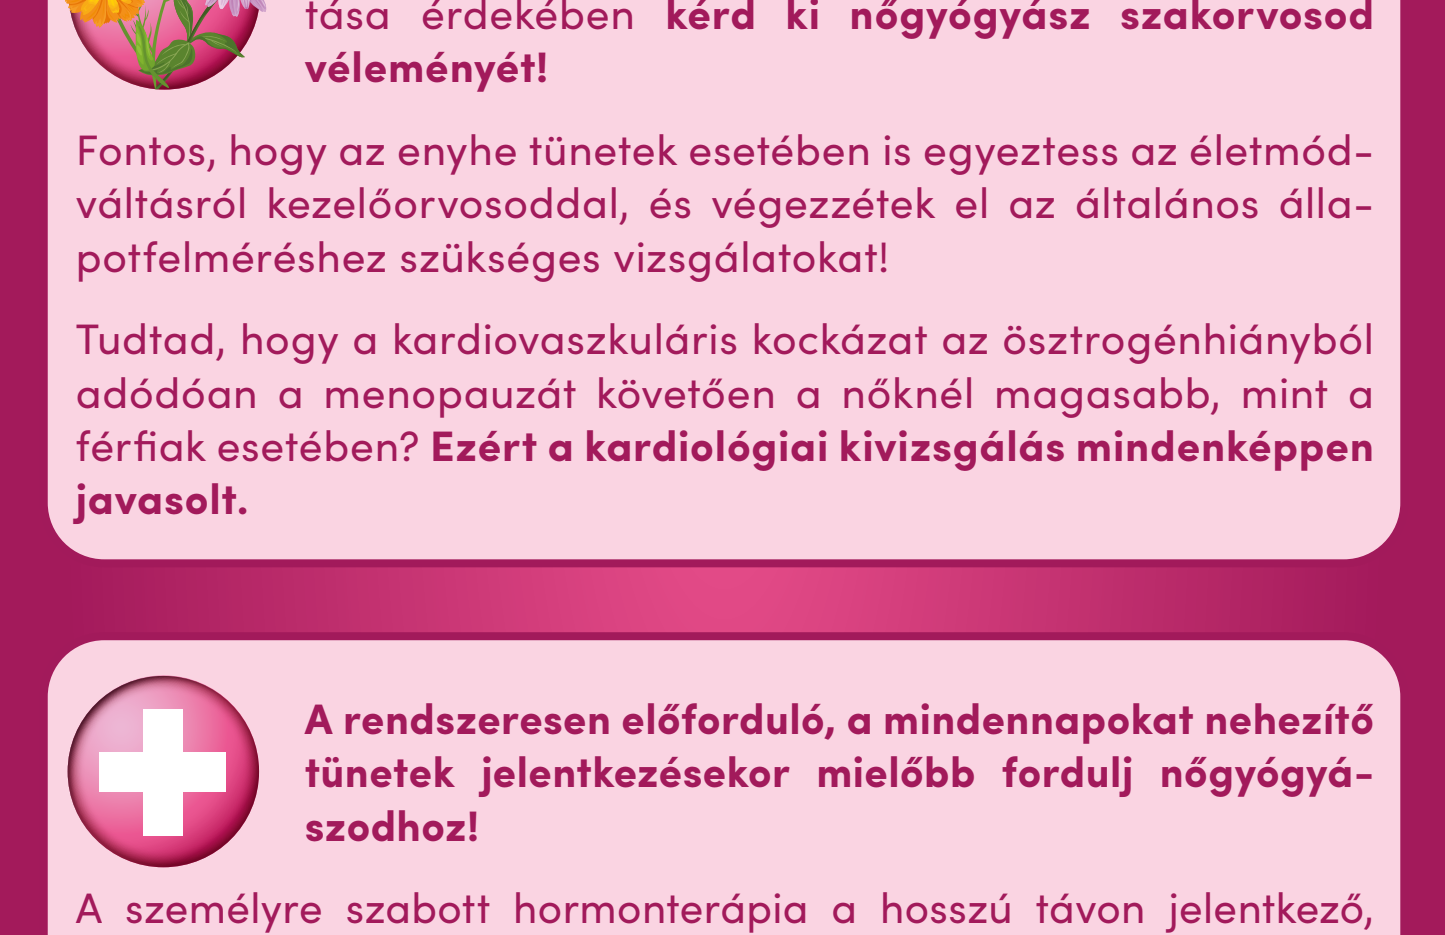 tása érdekében kérd ki nőgyógyász szakorvosod
véleményét!
Fontos, hogy az enyhe tünetek esetében is egyeztess az életmód-
váltásról kezelőorvosoddal, és végezzétek el az általános álla-
potfelméréshez szükséges vizsgálatokat!
Tudtad, hogy a kardiovaszkuláris kockázat az ösztrogénhiányból
adódóan a menopauzát követően a nőknél magasabb, mint a
férfiak esetében? Ezért a kardiológiai kivizsgálás mindenképpen
javasolt.
A rendszeresen előforduló, a mindennapokat nehezítő
tünetek jelentkezésekor mielőbb fordulj nőgyógyá-
szodhoz!
A személyre szabott hormonterápia a hosszú távon jelentkező,